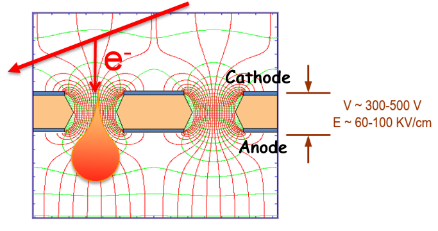 e-
Cathode
V ~ 300-500 V
E ~ 60-100 KV/cm
Anode